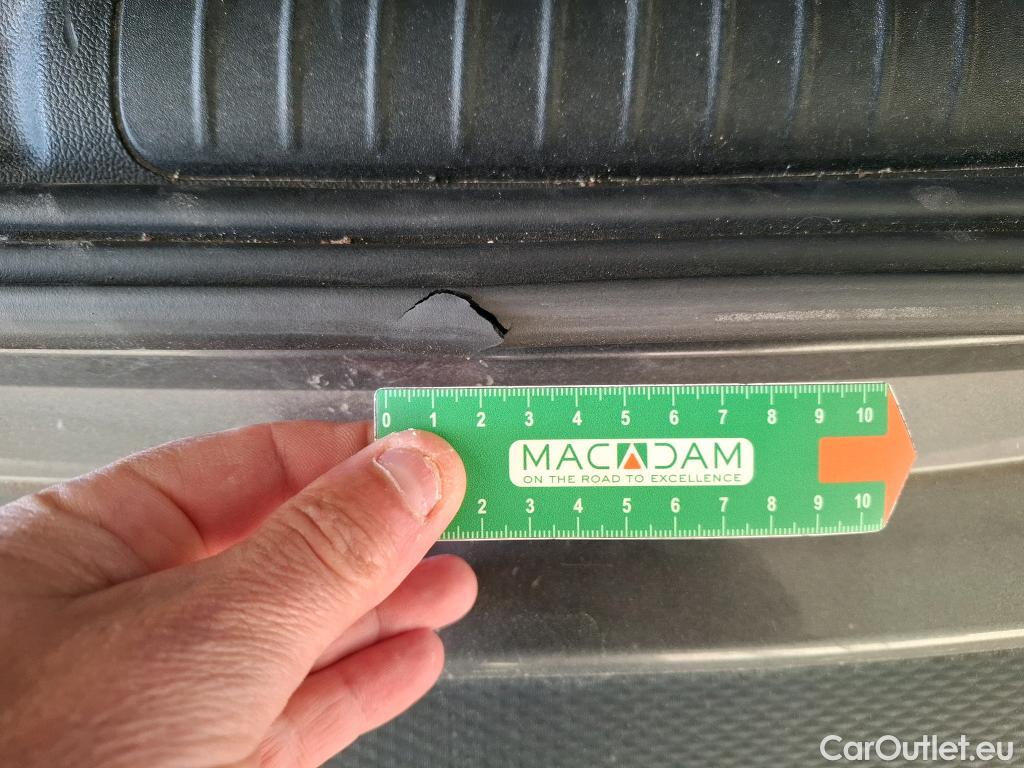 0 1 2 3 4 5 6 7 8 9 10
MACADAM
ON THE ROAD TO EXCELLENCE
2 3 4 5 6 7 8 9 10
CarOutlet.eu